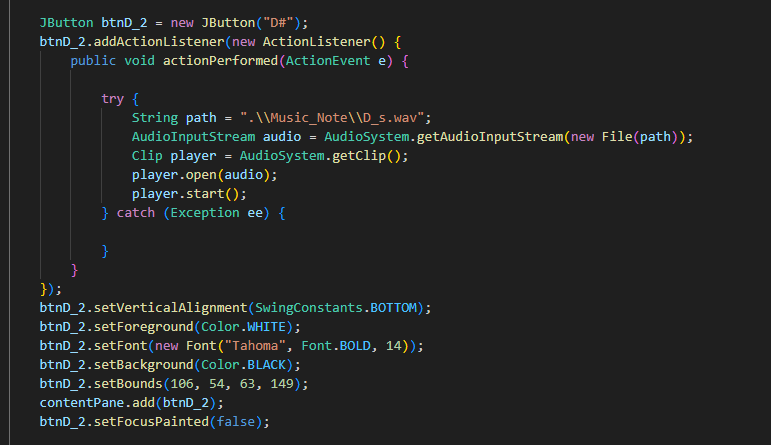 JButton btnD_2 = new JButton("D#");
btnD_2.addActionListener(new ActionListener() {
public void actionPerformed(ActionEvent e) {
try {
String path = ".\\Music_Note\\D_s.wav";
AudioInputStream audio = AudioSystem.getAudioInputStream(new File(path));
Clip player = AudioSystem.getClip();
player.open(audio);
player.start();
} catch (Exception ee) {
}
}
});
btnD_2.setVerticalAlignment(SwingConstants.BOTTOM);
btnD_2.setForeground(Color.WHITE);
btnD_2.setFont(new Font("Tahoma", Font.BOLD, 14));
btnD_2.setBackground(Color.BLACK);
btnD_2.setBounds(106, 54, 63, 149);
contentPane.add(btnD_2);
btnD_2.setFocusPainted(false);